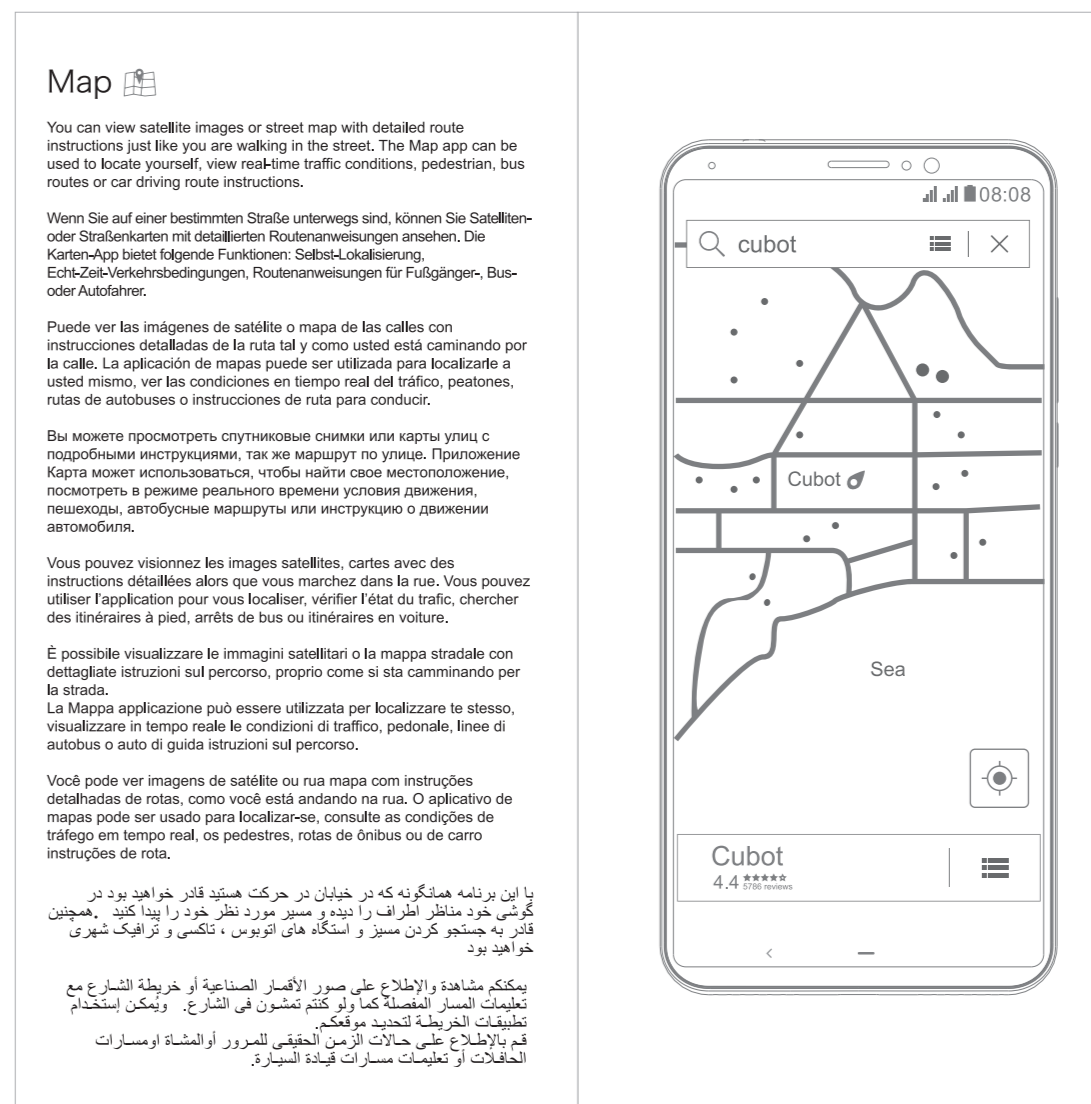 Map
You can view satellite images or street map with detailed route
instructions just like you are walking in the street. The Map app can be
used to locate yourself, view real-time traffic conditions, pedestrian, bus
routes or car driving route instructions.
Wenn Sie auf einer bestimmten Straße unterwegs sind, können Sie Satelliten-
oder Straßenkarten mit detaillierten Routenanweisungen ansehen. Die
Karten-App bietet folgende Funktionen: Selbst-Lokalisierung,
Echt-Zeit-Verkehrsbedingungen, Routenanweisungen für Fußgänger-, Bus-
oder Autofahrer.
Puede ver las imágenes de satélite o mapa de las calles con
instrucciones detalladas de la ruta tal y como usted está caminando por
la calle. La aplicación de mapas puede ser utilizada para localizarle a
usted mismo, ver las condiciones en tiempo real del tráfico, peatones,
rutas de autobuses o instrucciones de ruta para conducir.
Вы можете просмотреть спутниковые снимки или карты улиц с
подробными инструкциями, так же маршрут по улице. Приложение
Карта может использоваться, чтобы найти свое местоположение,
посмотреть в режиме реального времени условия движения,
пешеходы, автобусные маршруты или инструкцию о движении
автомобиля.
Vous pouvez visionnez les images satellites, cartes avec des
instructions détaillées alors que vous marchez dans la rue. Vous pouvez
utiliser l'application pour vous localiser, vérifier l'état du trafic, chercher
des itinéraires à pied, arrêts de bus ou itinéraires en voiture.
È possibile visualizzare le immagini satellitari o la mappa stradale con
dettagliate istruzioni sul percorso, proprio come si sta camminando per
la strada.
La Mappa applicazione può essere utilizzata per localizzare te stesso,
visualizzare in tempo reale le condizioni di traffico, pedonale, linee di
autobus o auto di guida istruzioni sul percorso.
Você pode ver imagens de satélite ou rua mapa com instruções
detalhadas de rotas, como você está andando na rua. O aplicativo de
mapas pode ser usado para localizar-se, consulte as condições de
tráfego em tempo real, os pedestres, rotas de ônibus ou de carro
instruções de rota.
با این برنامه همانگونه که در خیابان در حرکت هستید قادر خواهید بود در
گوشی خود مناظر اطراف را دیده و مسیر مورد نظر خود را پیدا کنید .همچنین
قادر به جستجو کردن مسیز و استگاه های اتوبوس ، تاکسی و ترافیک شهری
خواهید بود
يمكنكم مشاهدة والإطلاع على صور الأقمار الصناعية أو خريطة الشارع مع
تعليمات المسار المفصلة كما ولو كنتم تمشون فى الشارع. ويُمكن إستخدام
تطبيقات الخريطة لتحديد موقعكم.
قم بالإطلاع على حالات الزمن الحقيقى للمرور أوالمشاة اومسارات
الحافلات أو تعليمات مسارات قيادة السيارة.
08:08
cubot
Cubot
Sea
Cubot
4.4 5786 reviews